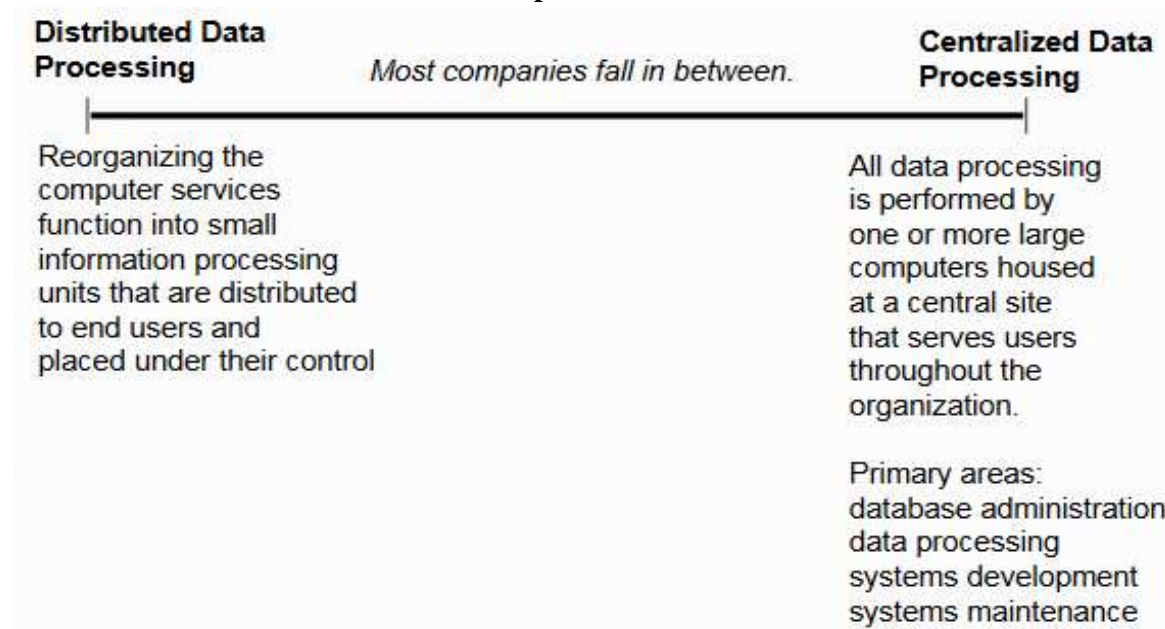 Distributed Data
Processing
Most companies fall in between.
Centralized Data
Processing
Reorganizing the
computer services
function into small
information processing
units that are distributed
to end users and
placed under their control
All data processing
is performed by
one or more large
computers housed
at a central site
that serves users
throughout the
organization.
Primary areas:
database administration
data processing
systems development
systems maintenance